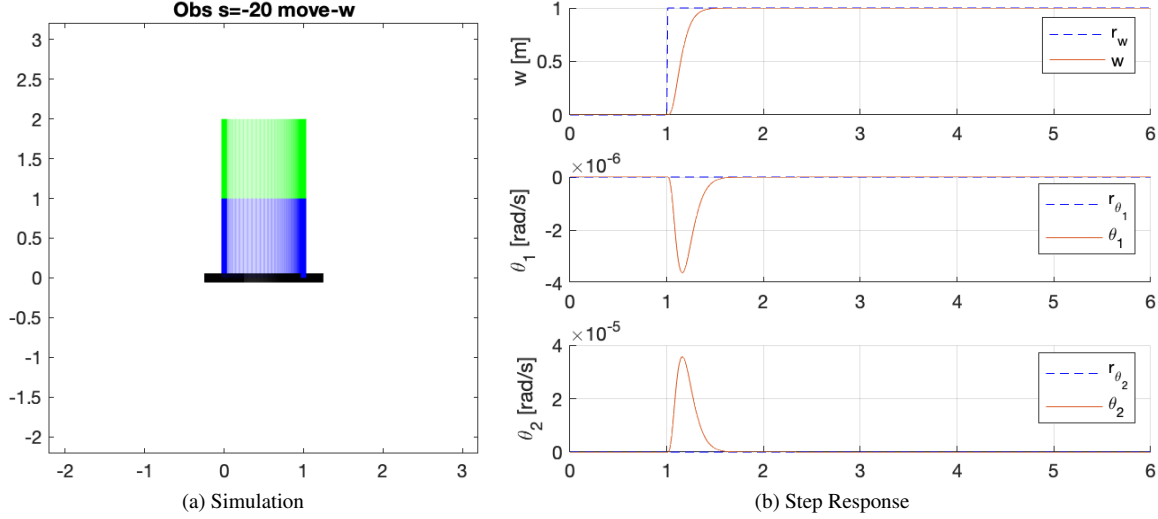 Obs s=-20 move-w
3
2.5
2
1.5
1
0.5
0
-0.5
-1
-1.5
-2
-2 -1 0 1 2 3
(a) Simulation
w [m]
1
0.5
0
0 1 2 3 4 5 6
r_w
w
×10^-6
θ_1 [rad/s]
0
-2
-4
0 1 2 3 4 5 6
r_θ_1
θ_1
×10^-5
θ_2 [rad/s]
4
2
0
0 1 2 3 4 5 6
r_θ_2
θ_2
(b) Step Response